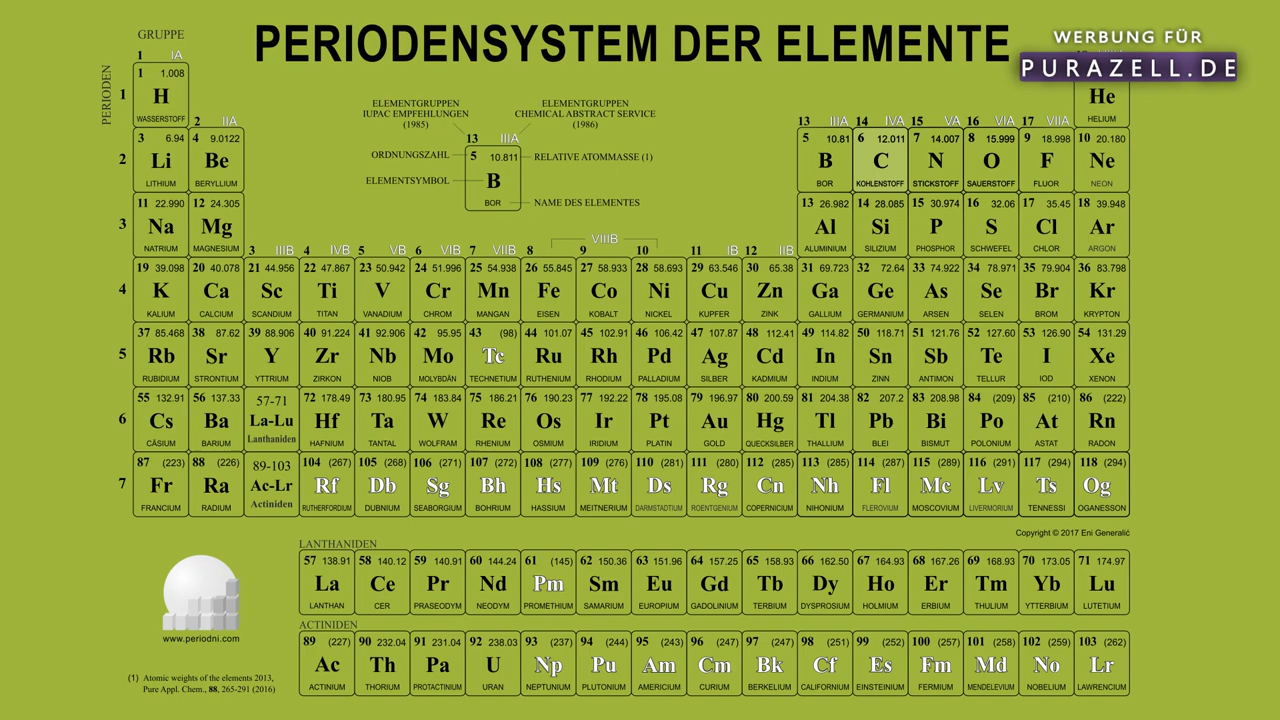 PERIODENSYSTEM DER ELEMENTE
WERBUNG FÜR
PURAZELL.DE
GRUPPE
PERIODEN
1 IA
1 1.008
1 H He
WASSERSTOFF HELIUM
2 IIA 13 IIIA 14 IVA 15 VA 16 VIA 17 VIIA
ELEMENTGRUPPEN
IUPAC EMPFEHLUNGEN
(1985)
ELEMENTGRUPPEN
CHEMICAL ABSTRACT SERVICE
(1986)
13 IIIA
ORDNUNGSZAHL 5 10.811 RELATIVE ATOMMASSE (1)
ELEMENTSYMBOL B
BOR NAME DES ELEMENTES
3 6.94 4 9.0122 5 10.81 6 12.011 7 14.007 8 15.999 9 18.998 10 20.180
2 Li Be B C N O F Ne
LITHIUM BERYLLIUM BOR KOHLENSTOFF STICKSTOFF SAUERSTOFF FLUOR NEON
11 22.990 12 24.305 13 26.982 14 28.085 15 30.974 16 32.06 17 35.45 18 39.948
3 Na Mg Al Si P S Cl Ar
NATRIUM MAGNESIUM ALUMINIUM SILIZIUM PHOSPHOR SCHWEFEL CHLOR ARGON
VIIIB
3 IIIB 4 IVB 5 VB 6 VIB 7 VIIB 8 9 10 11 IB 12 IIB
19 39.098 20 40.078 21 44.956 22 47.867 23 50.942 24 51.996 25 54.938 26 55.845 27 58.933 28 58.693 29 63.546 30 65.38 31 69.723 32 72.64 33 74.922 34 78.971 35 79.904 36 83.798
4 K Ca Sc Ti V Cr Mn Fe Co Ni Cu Zn Ga Ge As Se Br Kr
KALIUM CALCIUM SCANDIUM TITAN VANADIUM CHROM MANGAN EISEN KOBALT NICKEL KUPFER ZINK GALLIUM GERMANIUM ARSEN SELEN BROM KRYPTON
37 85.468 38 87.62 39 88.906 40 91.224 41 92.906 42 95.95 43 (98) 44 101.07 45 102.91 46 106.42 47 107.87 48 112.41 49 114.82 50 118.71 51 121.76 52 127.60 53 126.90 54 131.29
5 Rb Sr Y Zr Nb Mo Tc Ru Rh Pd Ag Cd In Sn Sb Te I Xe
RUBIDIUM STRONTIUM YTTRIUM ZIRKON NIOB MOLYBDÄN TECHNETIUM RUTHENIUM RHODIUM PALLADIUM SILBER KADMIUM INDIUM ZINN ANTIMON TELLUR IOD XENON
55 132.91 56 137.33 57-71 72 178.49 73 180.95 74 183.84 75 186.21 76 190.23 77 192.22 78 195.08 79 196.97 80 200.59 81 204.38 82 207.2 83 208.98 84 (209) 85 (210) 86 (222)
6 Cs Ba La-Lu Hf Ta W Re Os Ir Pt Au Hg Tl Pb Bi Po At Rn
CÄSIUM BARIUM Lanthaniden HAFNIUM TANTAL WOLFRAM RHENIUM OSMIUM IRIDIUM PLATIN GOLD QUECKSILBER THALLIUM BLEI BISMUT POLONIUM ASTAT RADON
87 (223) 88 (226) 89-103 104 (267) 105 (268) 106 (271) 107 (272) 108 (277) 109 (276) 110 (281) 111 (280) 112 (285) 113 (285) 114 (287) 115 (289) 116 (291) 117 (294) 118 (294)
7 Fr Ra Ac-Lr Rf Db Sg Bh Hs Mt Ds Rg Cn Nh Fl Mc Lv Ts Og
FRANCIUM RADIUM Actiniden RUTHERFORDIUM DUBNIUM SEABORGIUM BOHRIUM HASSIUM MEITNERIUM DARMSTADTIUM ROENTGENIUM COPERNICIUM NIHONIUM FLEROVIUM MOSCOVIUM LIVERMORIUM TENNESSI OGANESSON
Copyright © 2017 Eni Generalić
LANTHANIDEN
57 138.91 58 140.12 59 140.91 60 144.24 61 (145) 62 150.36 63 151.96 64 157.25 65 158.93 66 162.50 67 164.93 68 167.26 69 168.93 70 173.05 71 174.97
La Ce Pr Nd Pm Sm Eu Gd Tb Dy Ho Er Tm Yb Lu
LANTHAN CER PRASEODYM NEODYM PROMETHIUM SAMARIUM EUROPIUM GADOLINIUM TERBIUM DYSPROSIUM HOLMIUM ERBIUM THULIUM YTTERBIUM LUTETIUM
ACTINIDEN
89 (227) 90 232.04 91 231.04 92 238.03 93 (237) 94 (244) 95 (243) 96 (247) 97 (247) 98 (251) 99 (252) 100 (257) 101 (258) 102 (259) 103 (262)
Ac Th Pa U Np Pu Am Cm Bk Cf Es Fm Md No Lr
ACTINIUM THORIUM PROTACTINIUM URAN NEPTUNIUM PLUTONIUM AMERICIUM CURIUM BERKELIUM CALIFORNIUM EINSTEINIUM FERMIUM MENDELEVIUM NOBELIUM LAWRENCIUM
www.periodni.com
(1) Atomic weights of the elements 2013,
Pure Appl. Chem., 88, 265-291 (2016)